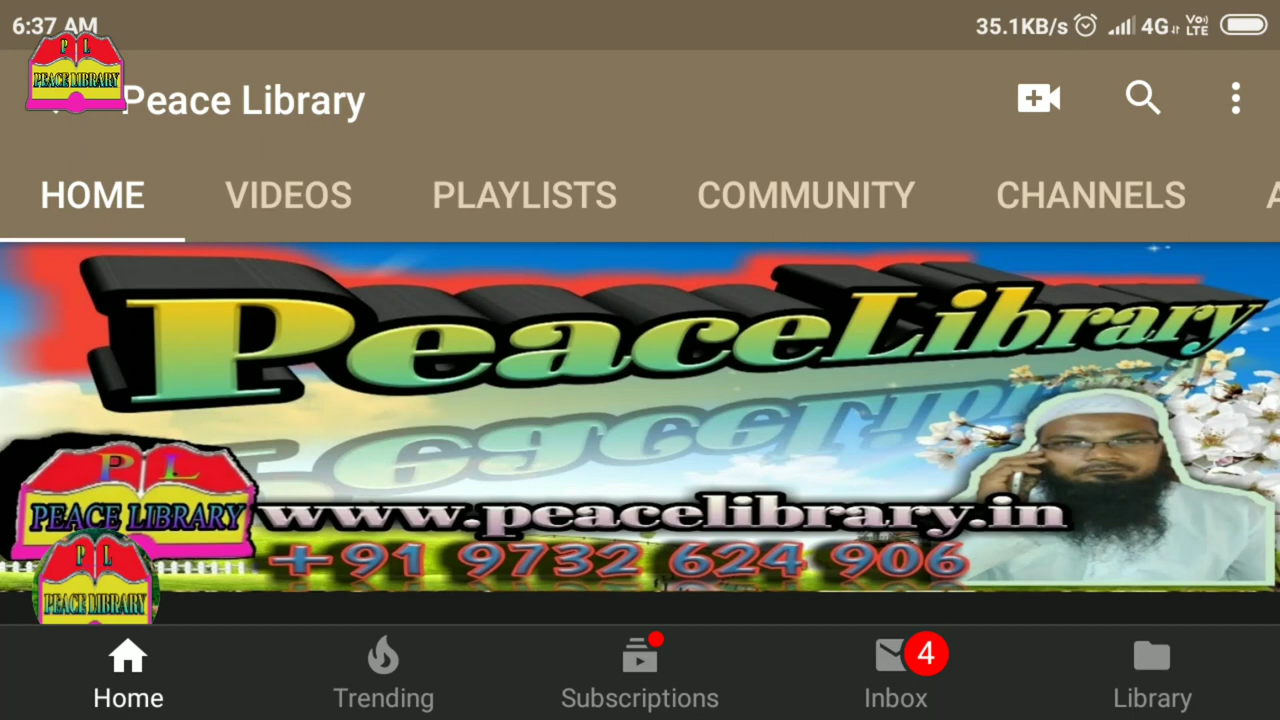 6:37 AM 35.1KB/s 4G Vo LTE
P L
PEACE LIBRARY
Peace Library
HOME VIDEOS PLAYLISTS COMMUNITY CHANNELS A
PeaceLibrary
P L
PEACE LIBRARY
www.peacelibrary.in
+91 9732 624 906
P L
PEACE LIBRARY
4
Home Trending Subscriptions Inbox Library